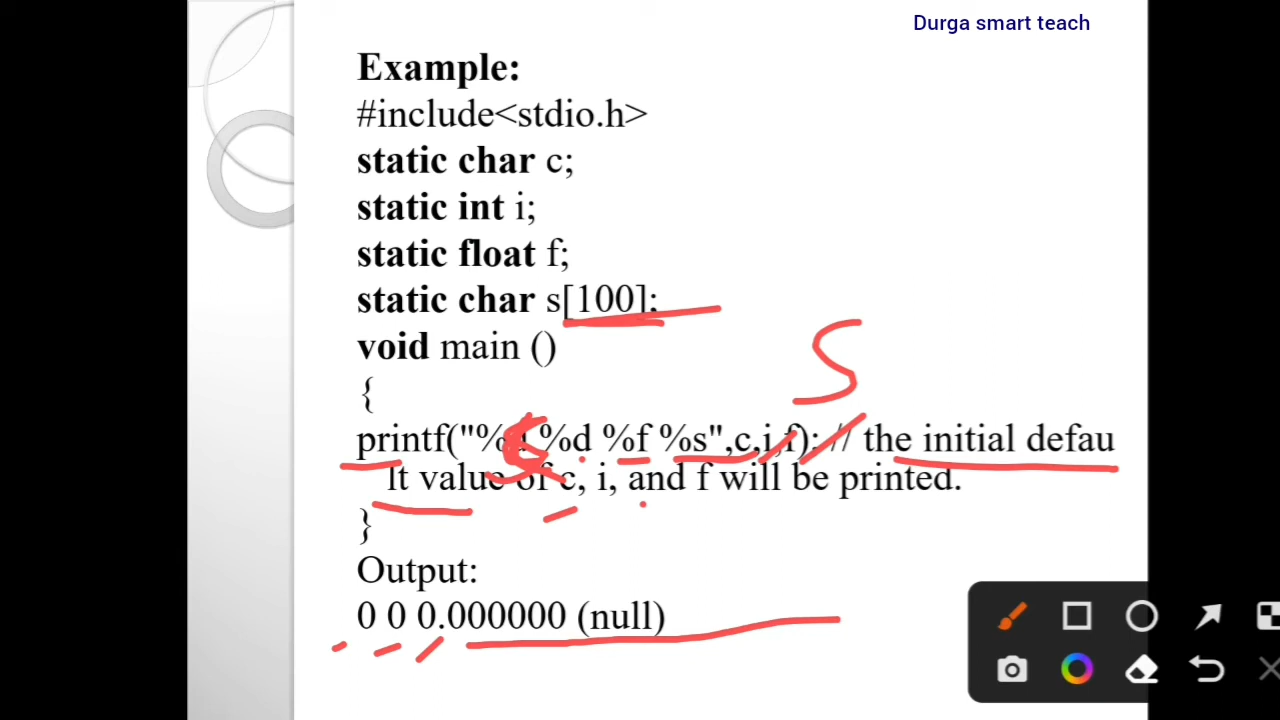 Durga smart teach
Example:
#include<stdio.h>
static char c;
static int i;
static float f;
static char s[100];
void main ()
{
S
printf("%d %d %f %s",c,i,f); // the initial defau
lt value of c, i, and f will be printed.
}
Output:
0 0 0.000000 (null)